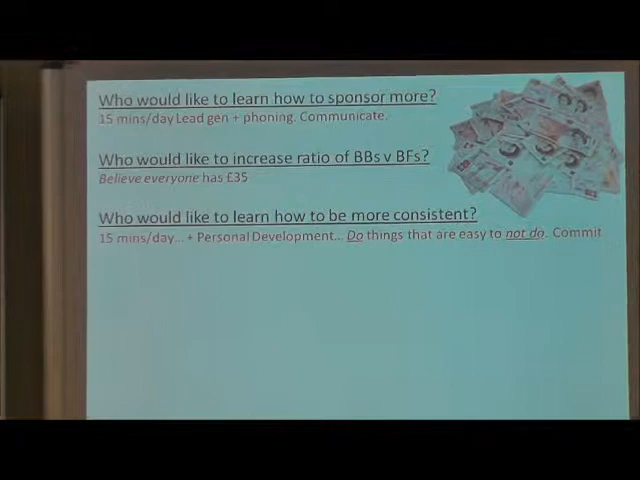 Who would like to learn how to sponsor more?
15 mins/day Lead gen + phoning. Communicate.
Who would like to increase ratio of BBs v BFs?
Believe everyone has £35
Who would like to learn how to be more consistent?
15 mins/day... + Personal Development... Do things that are easy to not do. Commit